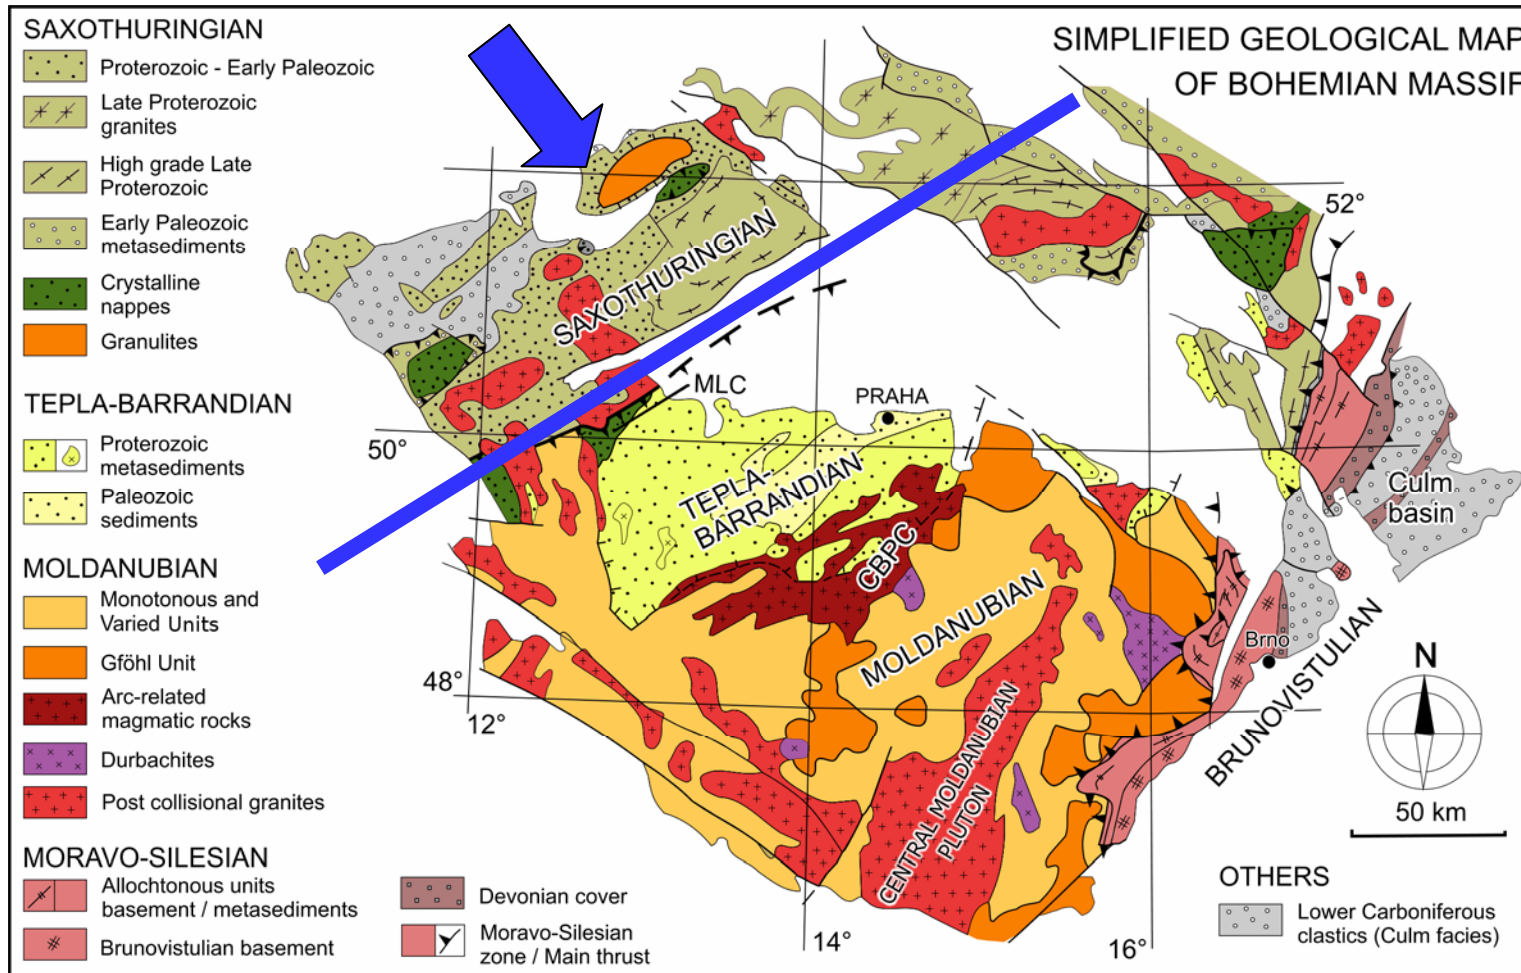 SAXOTHURINGIAN
Proterozoic - Early Paleozoic
Late Proterozoic
granites
High grade Late
Proterozoic
Early Paleozoic
metasediments
Crystalline
nappes
Granulites
TEPLA-BARRANDIAN
Proterozoic
metasediments
Paleozoic
sediments
MOLDANUBIAN
Monotonous and
Varied Units
Gföhl Unit
Arc-related
magmatic rocks
Durbachites
Post collisional granites
MORAVO-SILESIAN
Allochtonous units
basement / metasediments
Brunovistulian basement
Devonian cover
Moravo-Silesian
zone / Main thrust
SIMPLIFIED GEOLOGICAL MAP
OF BOHEMIAN MASSIF
52°
SAXOTHURINGIAN
MLC
PRAHA
50°
TEPLA-
BARRANDIAN
CBPC
Culm
basin
MOLDANUBIAN
Brno
48°
12°
CENTRAL MOLDANUBIAN
PLUTON
BRUNOVISTULIAN
N
50 km
14°
16°
OTHERS
Lower Carboniferous
clastics (Culm facies)